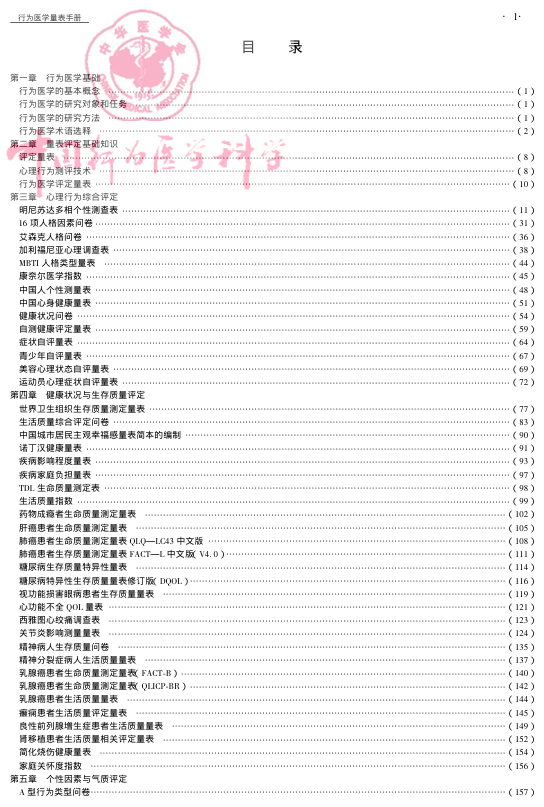 行为医学量表手册 · 1·
目 录
第一章 行为医学基础
行为医学的基本概念 ……(1)
行为医学的研究对象和任务 ……(1)
行为医学的研究方法 ……(1)
行为医学术语选释 ……(2)
第二章 量表评定基础知识
评定量表 ……(8)
心理行为测评技术 ……(8)
行为医学评定量表 ……(10)
第三章 心理行为综合评定
明尼苏达多相个性测查表 ……(11)
16 项人格因素问卷 ……(31)
艾森克人格问卷 ……(36)
加利福尼亚心理调查表 ……(38)
MBTI 人格类型量表 ……(44)
康奈尔医学指数 ……(45)
中国人个性测量表 ……(48)
中国心身健康量表 ……(51)
健康状况问卷 ……(54)
自测健康评定量表 ……(59)
症状自评量表 ……(64)
青少年自评量表 ……(67)
美容心理状态自评量表 ……(69)
运动员心理症状自评量表 ……(72)
第四章 健康状况与生存质量评定
世界卫生组织生存质量测定量表 ……(77)
生活质量综合评定问卷 ……(83)
中国城市居民主观幸福感量表简本的编制 ……(90)
诺丁汉健康量表 ……(91)
疾病影响程度量表 ……(93)
疾病家庭负担量表 ……(97)
TDL 生命质量测定表 ……(98)
生活质量指数 ……(99)
药物成瘾者生命质量测定量表 ……(102)
肝癌患者生命质量测定量表 ……(105)
肺癌患者生命质量测定量表 QLQ—LC43 中文版 ……(108)
肺癌患者生存质量测定量表 FACT—L 中文版( V4. 0 ) ……(111)
糖尿病生存质量特异性量表 ……(114)
糖尿病特异性生存质量量表修订版( DQOL) ……(116)
视功能损害眼病患者生存质量量表 ……(119)
心功能不全 QOL 量表 ……(121)
西雅图心绞痛调查表 ……(123)
关节炎影响测量量表 ……(124)
精神病人生存质量问卷 ……(135)
精神分裂症病人生活质量量表 ……(137)
乳腺癌患者生命质量测定量表( FACT-B ) ……(140)
乳腺癌患者生命质量测定量表( QLICP-BR ) ……(142)
乳腺癌患者生活质量量表 ……(144)
癫痫患者生活质量评定量表 ……(145)
良性前列腺增生症患者生活质量量表 ……(149)
肾移植患者生活质量相关评定量表 ……(152)
简化烧伤健康量表 ……(154)
家庭关怀度指数 ……(156)
第五章 个性因素与气质评定
A 型行为类型问卷 ……(157)
中华医学会
CHINESE MEDICAL ASSOCIATION
1915
中国行为医学科学